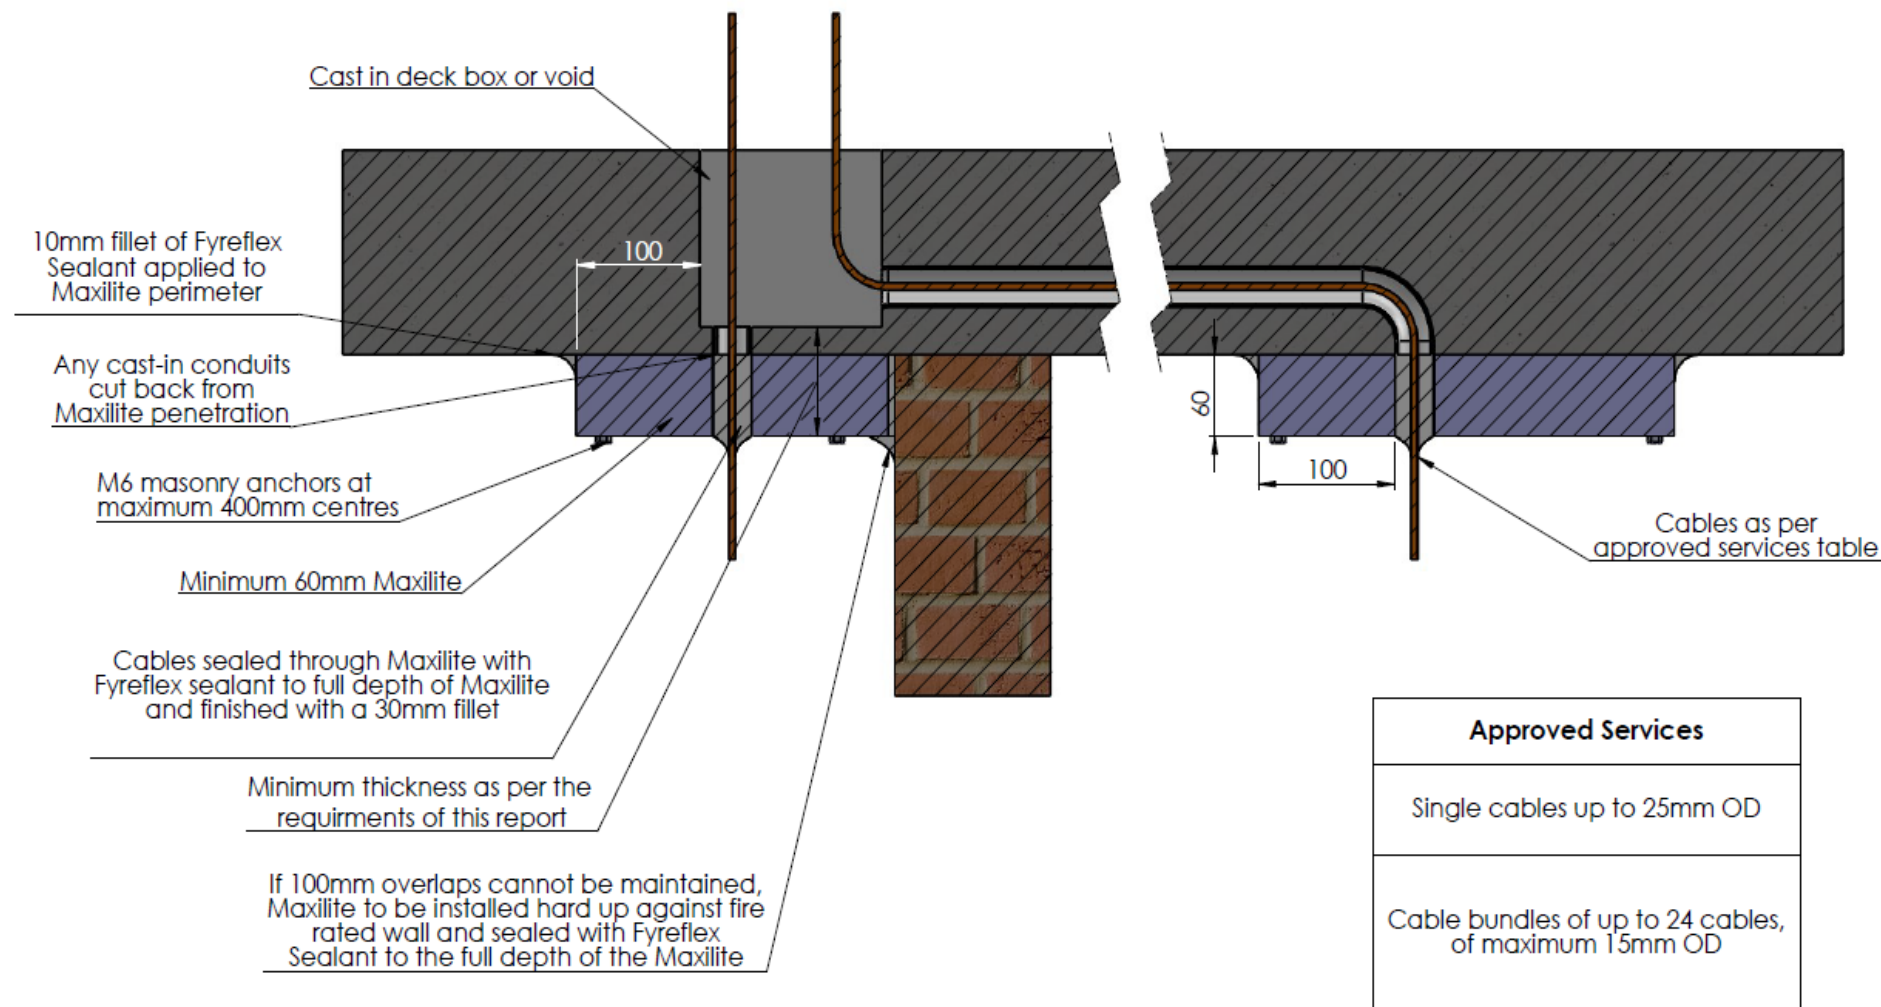 Cast in deck box or void
10mm fillet of Fyreflex
Sealant applied to
Maxilite perimeter
100
Any cast-in conduits
cut back from
Maxilite penetration
M6 masonry anchors at
maximum 400mm centres
Minimum 60mm Maxilite
Cables sealed through Maxilite with
Fyreflex sealant to full depth of Maxilite
and finished with a 30mm fillet
Minimum thickness as per the
requirments of this report
If 100mm overlaps cannot be maintained,
Maxilite to be installed hard up against fire
rated wall and sealed with Fyreflex
Sealant to the full depth of the Maxilite
60
100
Cables as per
approved services table
Approved Services
Single cables up to 25mm OD
Cable bundles of up to 24 cables,
of maximum 15mm OD